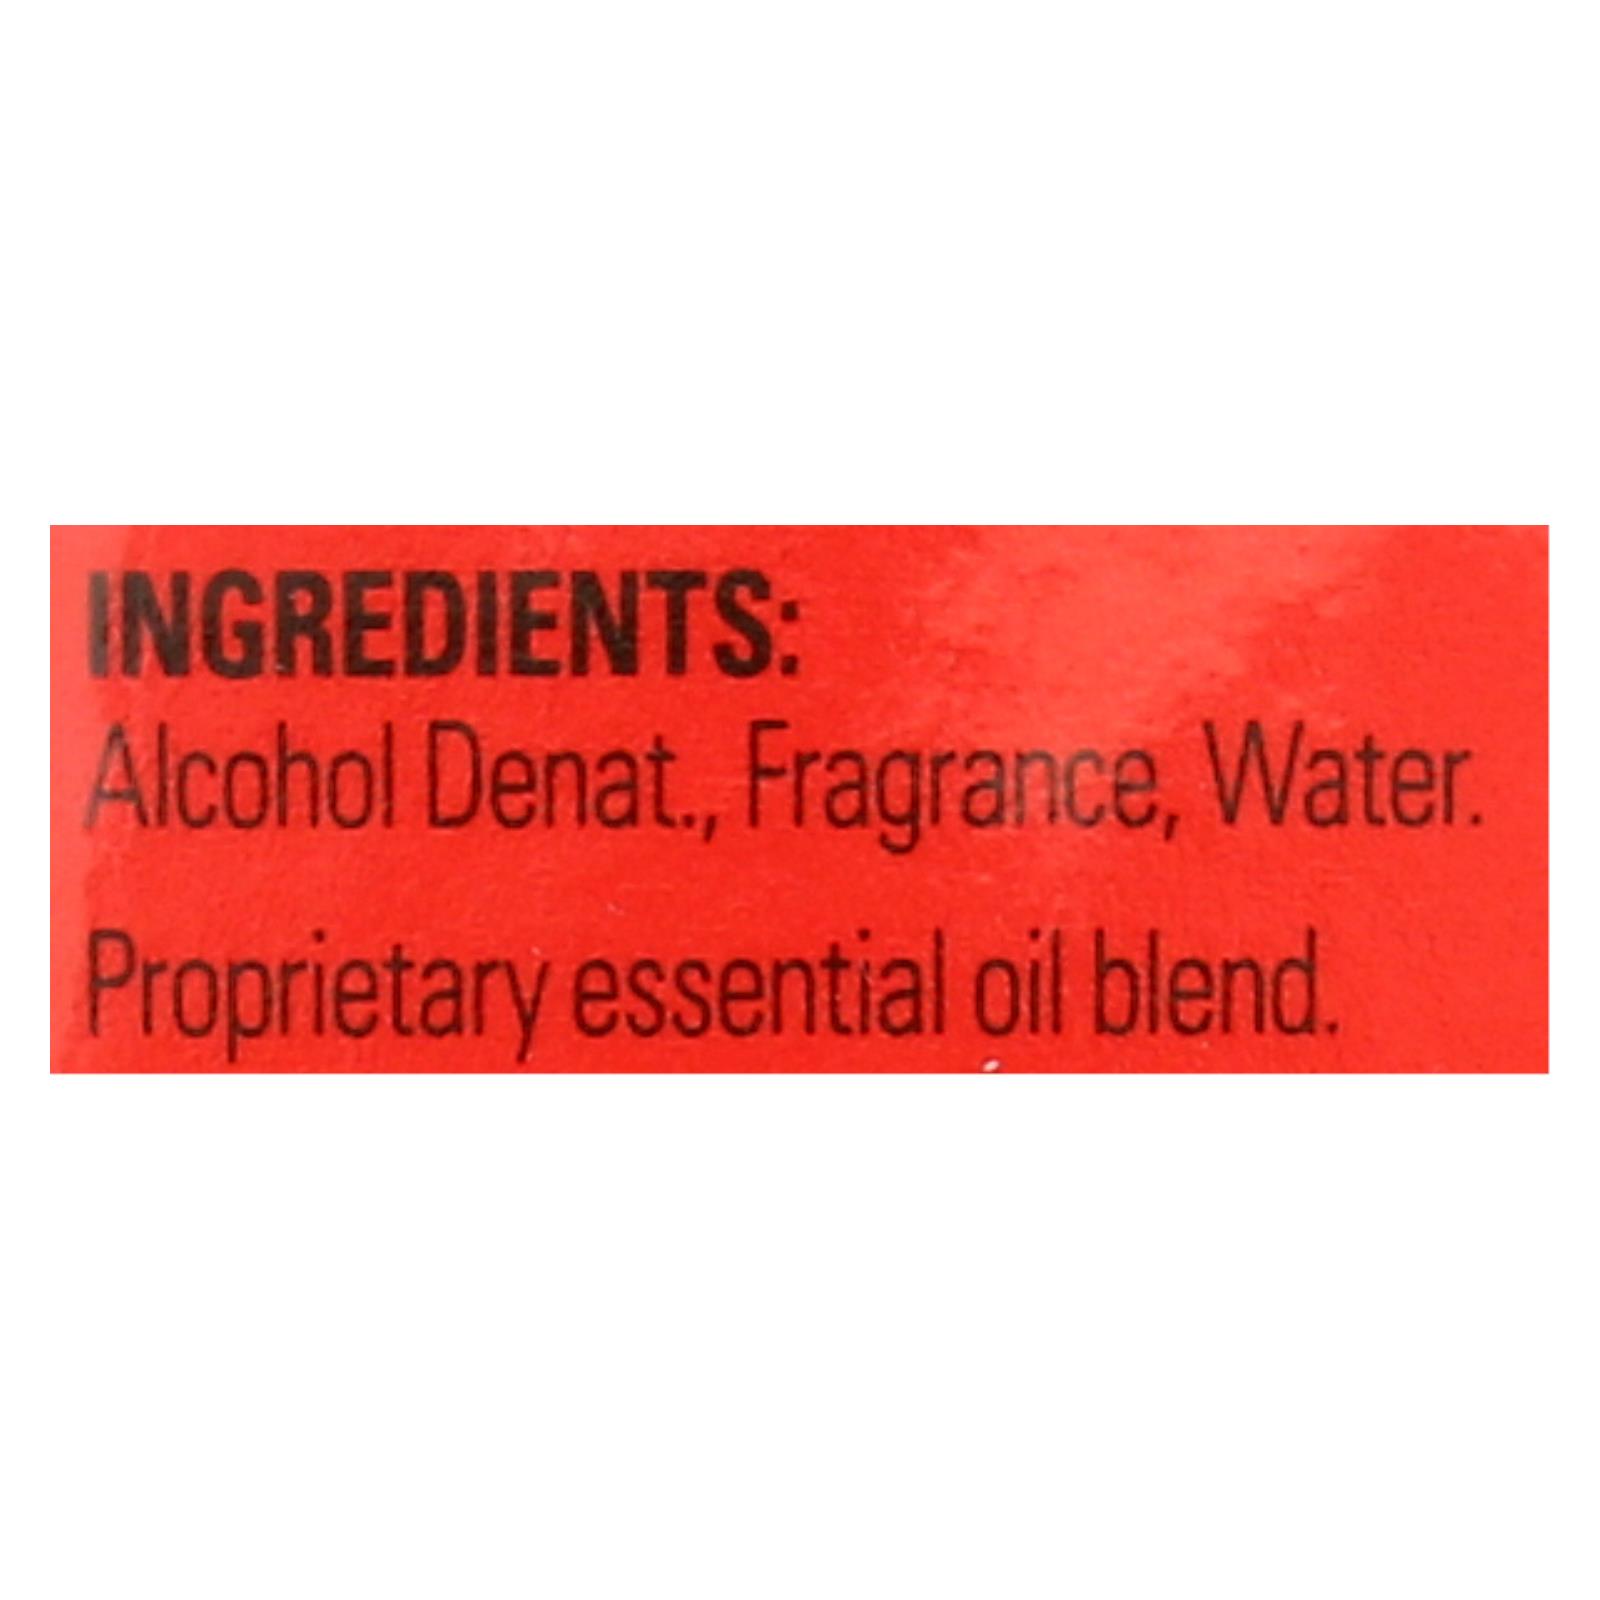 INGREDIENTS:
Alcohol Denat., Fragrance, Water.
Proprietary essential oil blend.